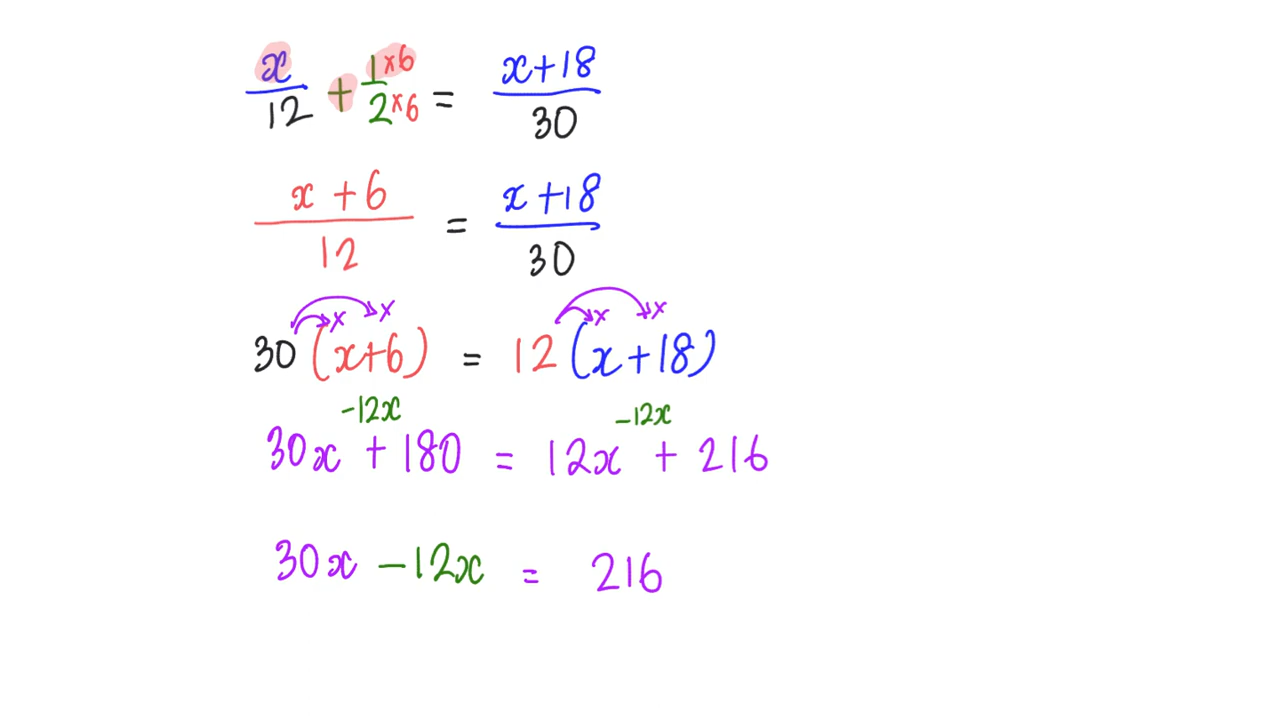 x/12 + 1×6/2×6 = x+18/30
x + 6/12 = x+18/30
× × × ×
30 (x+6) = 12 (x+18)
-12x -12x
30x + 180 = 12x + 216
30x -12x = 216